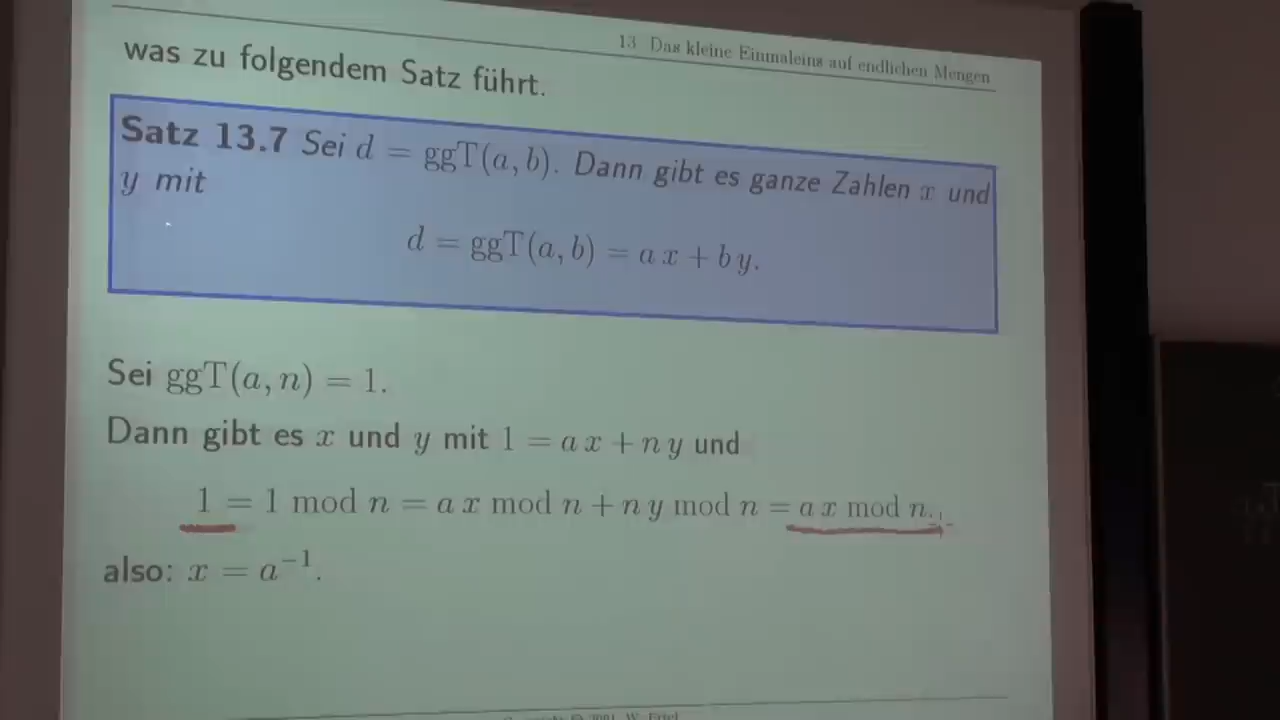 13 Das kleine Einmaleins auf endlichen Mengen
was zu folgendem Satz führt.
Satz 13.7 Sei d = ggT(a, b). Dann gibt es ganze Zahlen x und
y mit
d = ggT(a, b) = a x + b y.
Sei ggT(a, n) = 1.
Dann gibt es x und y mit 1 = a x + n y und
1 = 1 mod n = a x mod n + n y mod n = a x mod n.
also: x = a⁻¹.